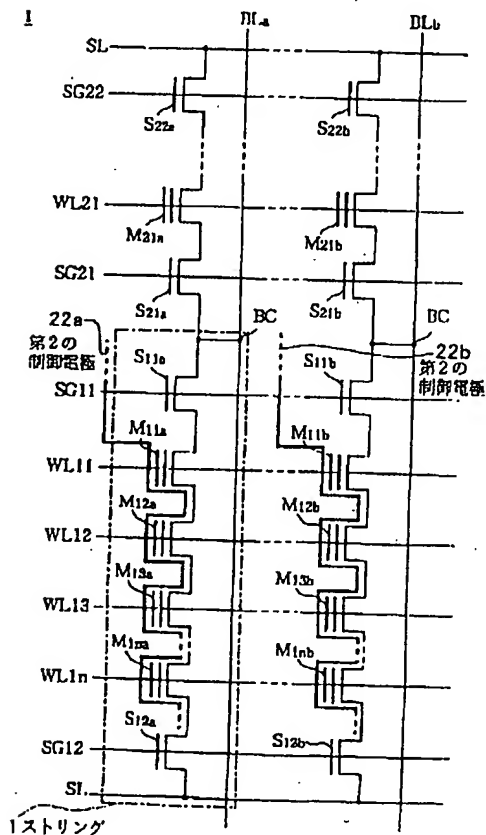 1
BLa BLb
SL
SG22
S22a S22b
WL21
M21a M21b
SG21
S21a S21b
22a BC 22b BC
第2の
制御電極
第2の
制御電極
S11a S11b
SG11
M11a M11b
WL11
M12a M12b
WL12
M13a M13b
WL13
M1na M1nb
WL1n
S12a S12b
SG12
SL
1ストリング